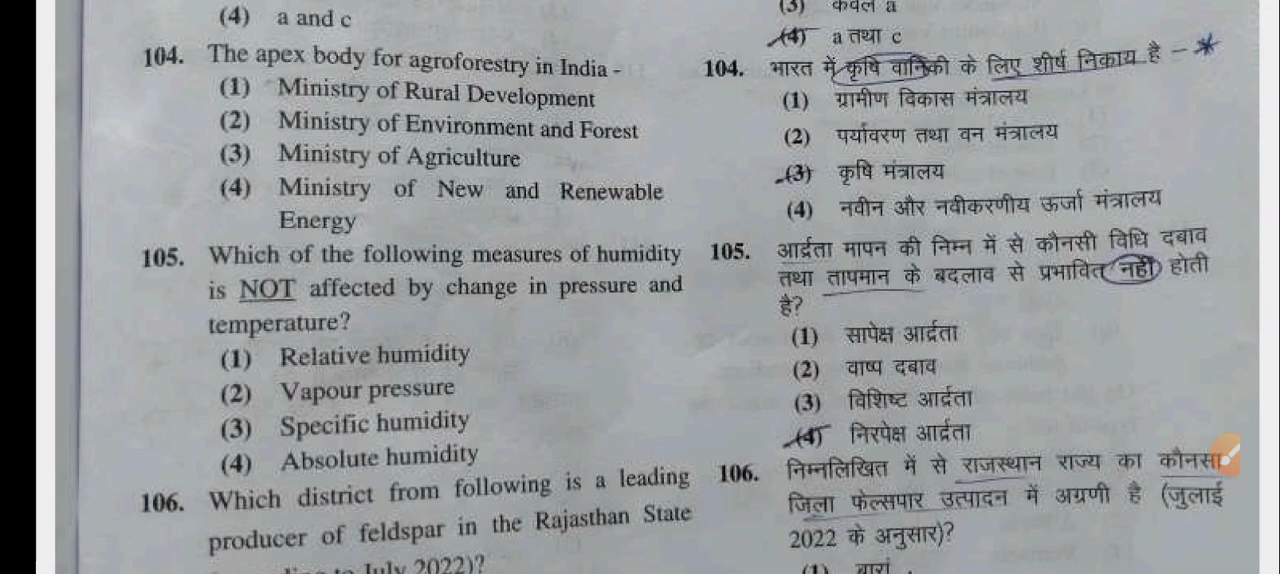 (4) a and c
104. The apex body for agroforestry in India -
(1) Ministry of Rural Development
(2) Ministry of Environment and Forest
(3) Ministry of Agriculture
(4) Ministry of New and Renewable
Energy
105. Which of the following measures of humidity
is NOT affected by change in pressure and
temperature?
(1) Relative humidity
(2) Vapour pressure
(3) Specific humidity
(4) Absolute humidity
106. Which district from following is a leading
producer of feldspar in the Rajasthan State
July 2022)?
(3) केवल a
(4) a तथा c
104. भारत में कृषि वानिकी के लिए शीर्ष निकाय है –
(1) ग्रामीण विकास मंत्रालय
(2) पर्यावरण तथा वन मंत्रालय
(3) कृषि मंत्रालय
(4) नवीन और नवीकरणीय ऊर्जा मंत्रालय
105. आर्द्रता मापन की निम्न में से कौनसी विधि दबाव
तथा तापमान के बदलाव से प्रभावित नहीं होती
है?
(1) सापेक्ष आर्द्रता
(2) वाष्प दबाव
(3) विशिष्ट आर्द्रता
(4) निरपेक्ष आर्द्रता
106. निम्नलिखित में से राजस्थान राज्य का कौनसा
जिला फेल्सपार उत्पादन में अग्रणी है (जुलाई
2022 के अनुसार)?
(1) बारां